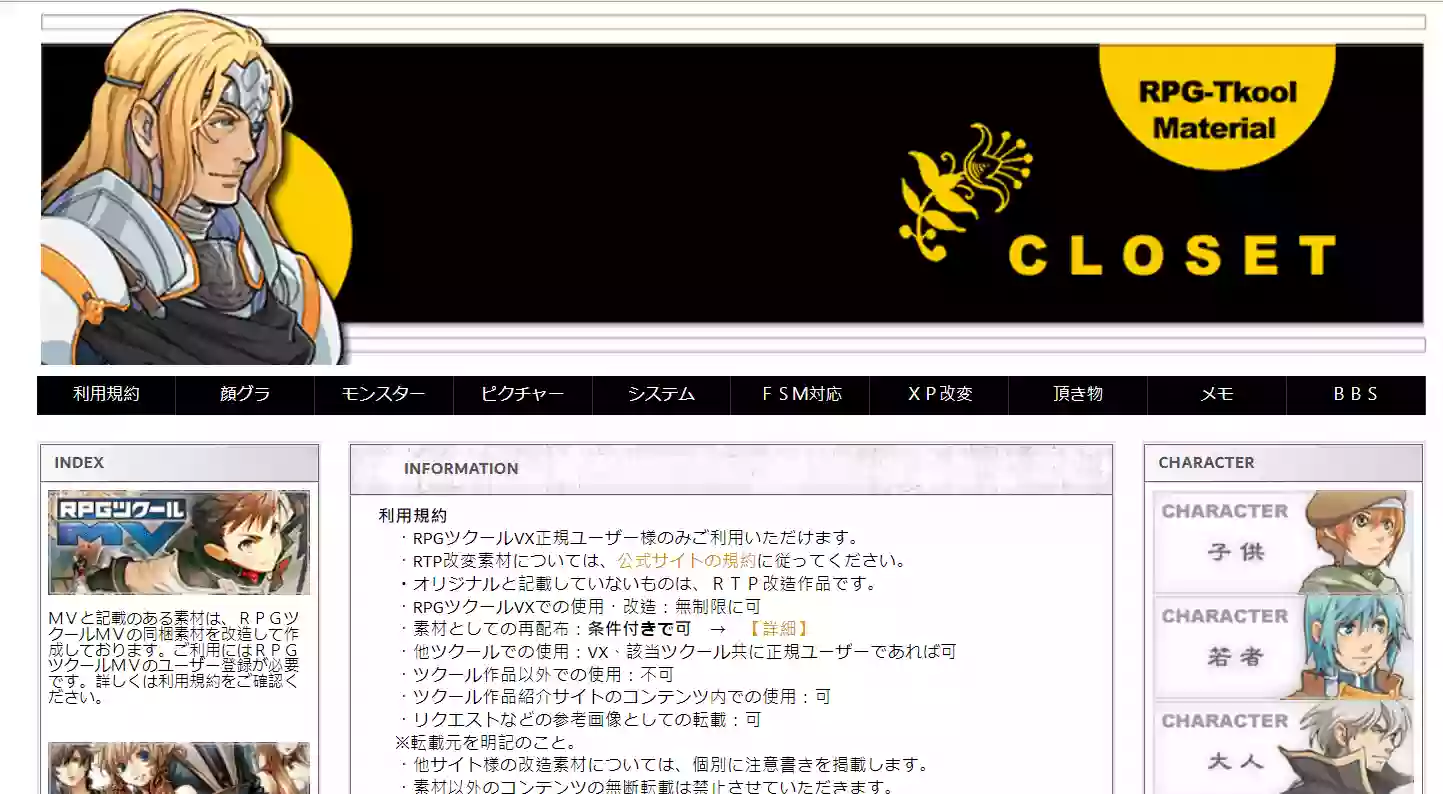 RPG-Tkool
Material
CLOSET
利用規約 顔グラ モンスター ピクチャー システム ＦＳＭ対応 ＸＰ改変 頂き物 メモ ＢＢＳ
INDEX
RPGツクール
MV
ＭＶと記載のある素材は、ＲＰＧツ
クールＭＶの同梱素材を改造して作
成しております。ご利用にはＲＰＧ
ツクールＭＶのユーザー登録が必要
です。詳しくは利用規約をご確認く
ださい。
INFORMATION
利用規約
・RPGツクールVX正規ユーザー様のみご利用いただけます。
・RTP改変素材については、公式サイトの規約に従ってください。
・オリジナルと記載していないものは、ＲＴＰ改造作品です。
・RPGツクールVXでの使用・改造：無制限に可
・素材としての再配布：条件付きで可　→　【詳細】
・他ツクールでの使用：VX、該当ツクール共に正規ユーザーであれば可
・ツクール作品以外での使用：不可
・ツクール作品紹介サイトのコンテンツ内での使用：可
・リクエストなどの参考画像としての転載：可
※転載元を明記のこと。
・他サイト様の改造素材については、個別に注意書きを掲載します。
・素材以外のコンテンツの無断転載は禁止させていただきます。
CHARACTER
CHARACTER
子供
CHARACTER
若者
CHARACTER
大人